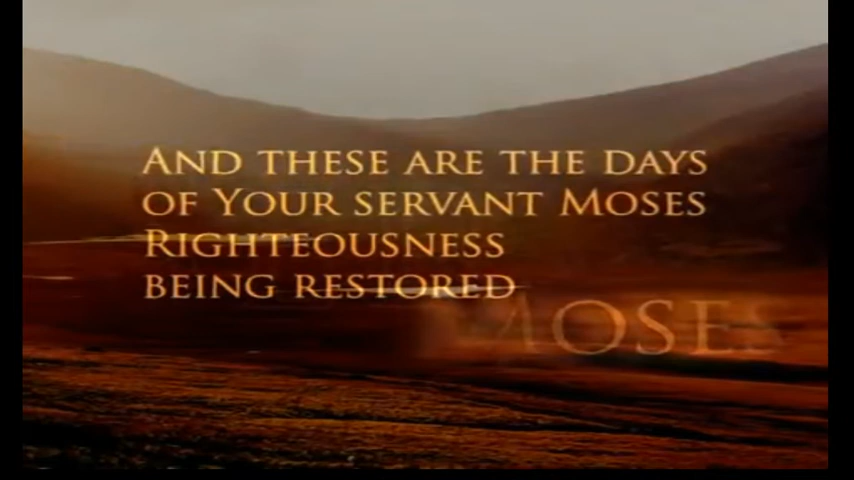 And these are the days
of Your servant Moses
Righteousness
being restored
Moses